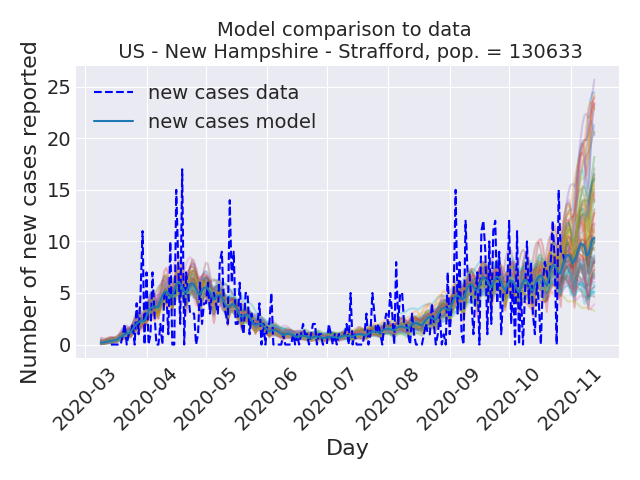 Model comparison to data
US - New Hampshire - Strafford, pop. = 130633
Number of new cases reported
25
20
15
10
5
0
new cases data
new cases model
2020-03
2020-04
2020-05
2020-06
2020-07
2020-08
2020-09
2020-10
2020-11
Day